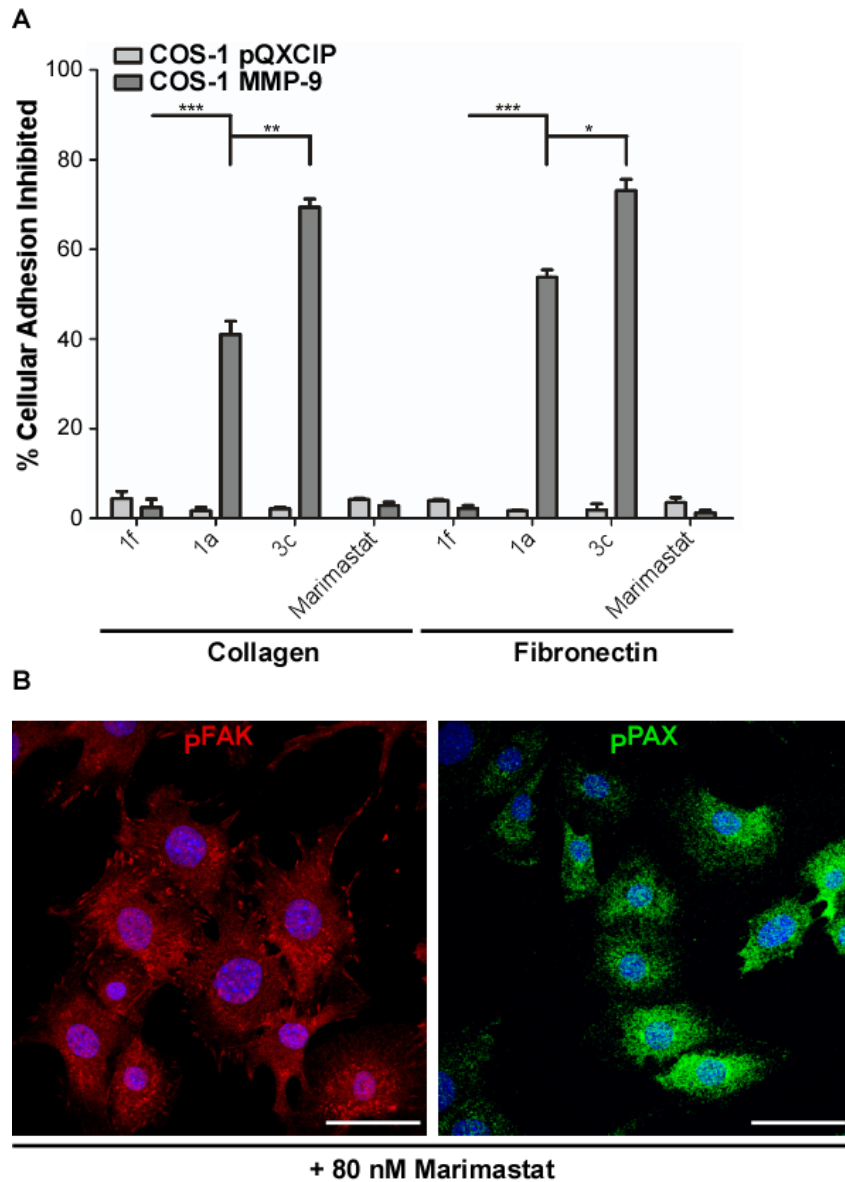 A
COS-1 pQXCIP
COS-1 MMP-9
100
80
60
40
20
0
% Cellular Adhesion Inhibited
***
**
***
*
1f
1a
3c
Marimastat
1f
1a
3c
Marimastat
Collagen
Fibronectin
B
pFAK
pPAX
+ 80 nM Marimastat